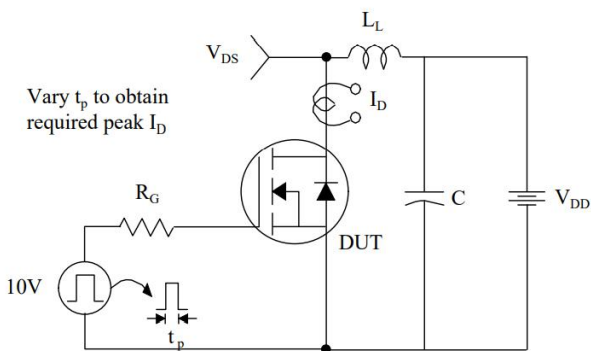 L_L
V_DS
Vary t_p to obtain
required peak I_D
I_D
R_G
C
V_DD
DUT
10V
t_p